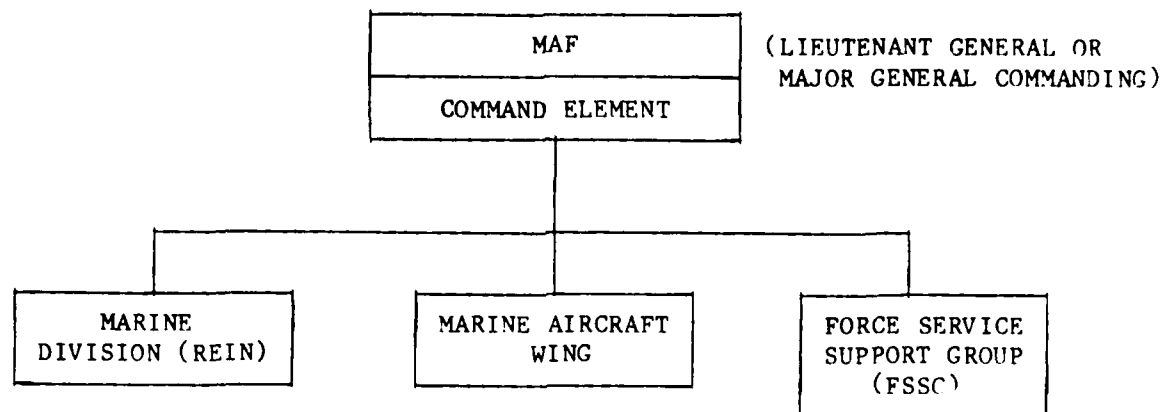 MAF
(LIEUTENANT GENERAL OR
MAJOR GENERAL COMMANDING)
COMMAND ELEMENT
MARINE
DIVISION (REIN)
MARINE AIRCRAFT
WING
FORCE SERVICE
SUPPORT GROUP
(FSSG)